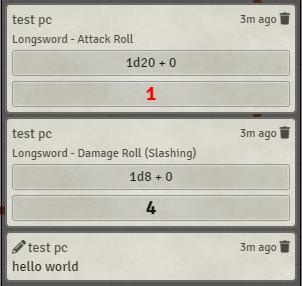 test pc 3m ago
Longsword - Attack Roll
1d20 + 0
1
test pc 3m ago
Longsword - Damage Roll (Slashing)
1d8 + 0
4
test pc 3m ago
hello world